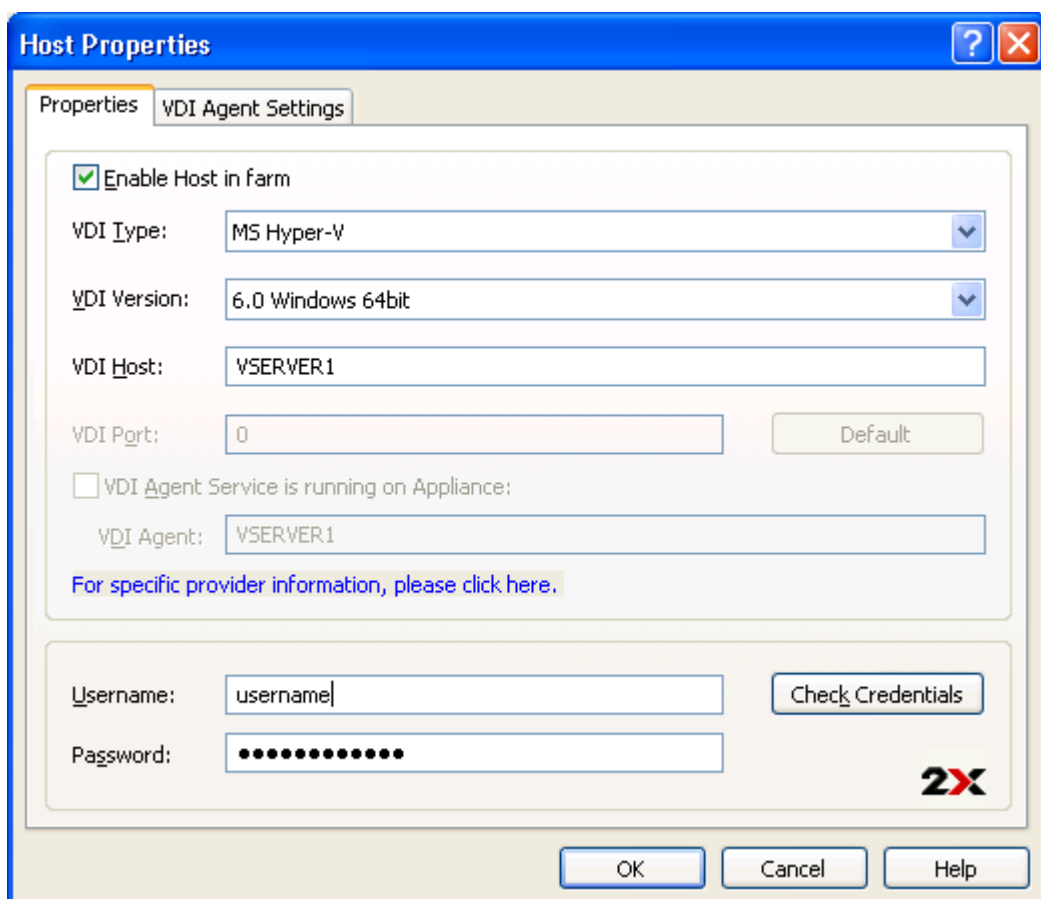 Host Properties
Properties VDI Agent Settings
Enable Host in farm
VDI Type: MS Hyper-V
VDI Version: 6.0 Windows 64bit
VDI Host: VSERVER1
VDI Port: 0 Default
VDI Agent Service is running on Appliance:
VDI Agent: VSERVER1
For specific provider information, please click here.
Username: username Check Credentials
Password: ●●●●●●●●●●●●
2X
OK Cancel Help